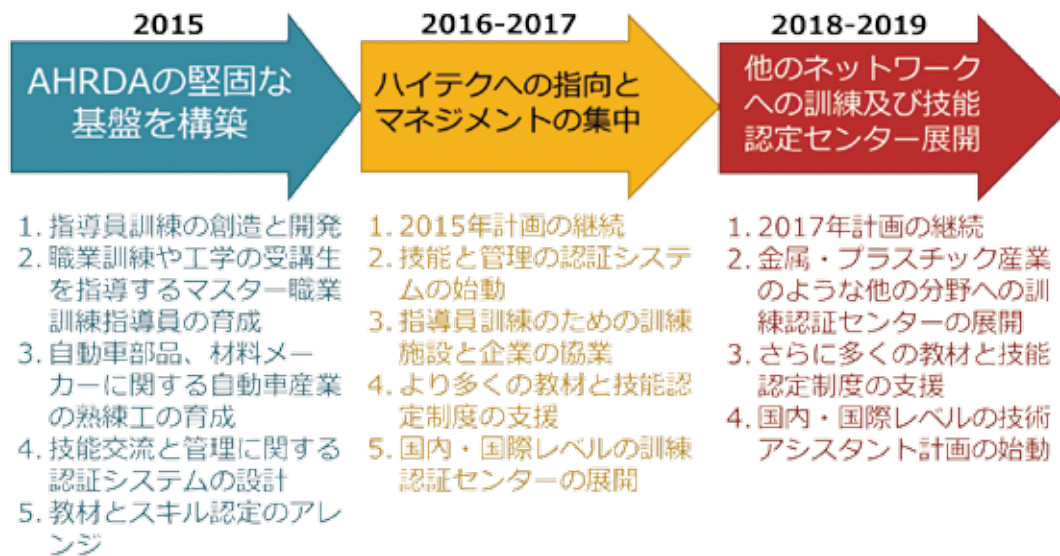 2015
AHRDAの堅固な
基盤を構築
1. 指導員訓練の創造と開発
2. 職業訓練や工学の受講生
を指導するマスター職業
訓練指導員の育成
3. 自動車部品、材料メー
カーに関する自動車産業
の熟練工の育成
4. 技能交流と管理に関する
認証システムの設計
5. 教材とスキル認定のアレ
ンジ
2016-2017
ハイテクへの指向と
マネジメントの集中
1. 2015年計画の継続
2. 技能と管理の認証システ
ムの始動
3. 指導員訓練のための訓練
施設と企業の協業
4. より多くの教材と技能認
定制度の支援
5. 国内・国際レベルの訓練
認証センターの展開
2018-2019
他のネットワーク
への訓練及び技能
認定センター展開
1. 2017年計画の継続
2. 金属・プラスチック産業
のような他の分野への訓
練認証センターの展開
3. さらに多くの教材と技能
認定制度の支援
4. 国内・国際レベルの技術
アシスタント計画の始動